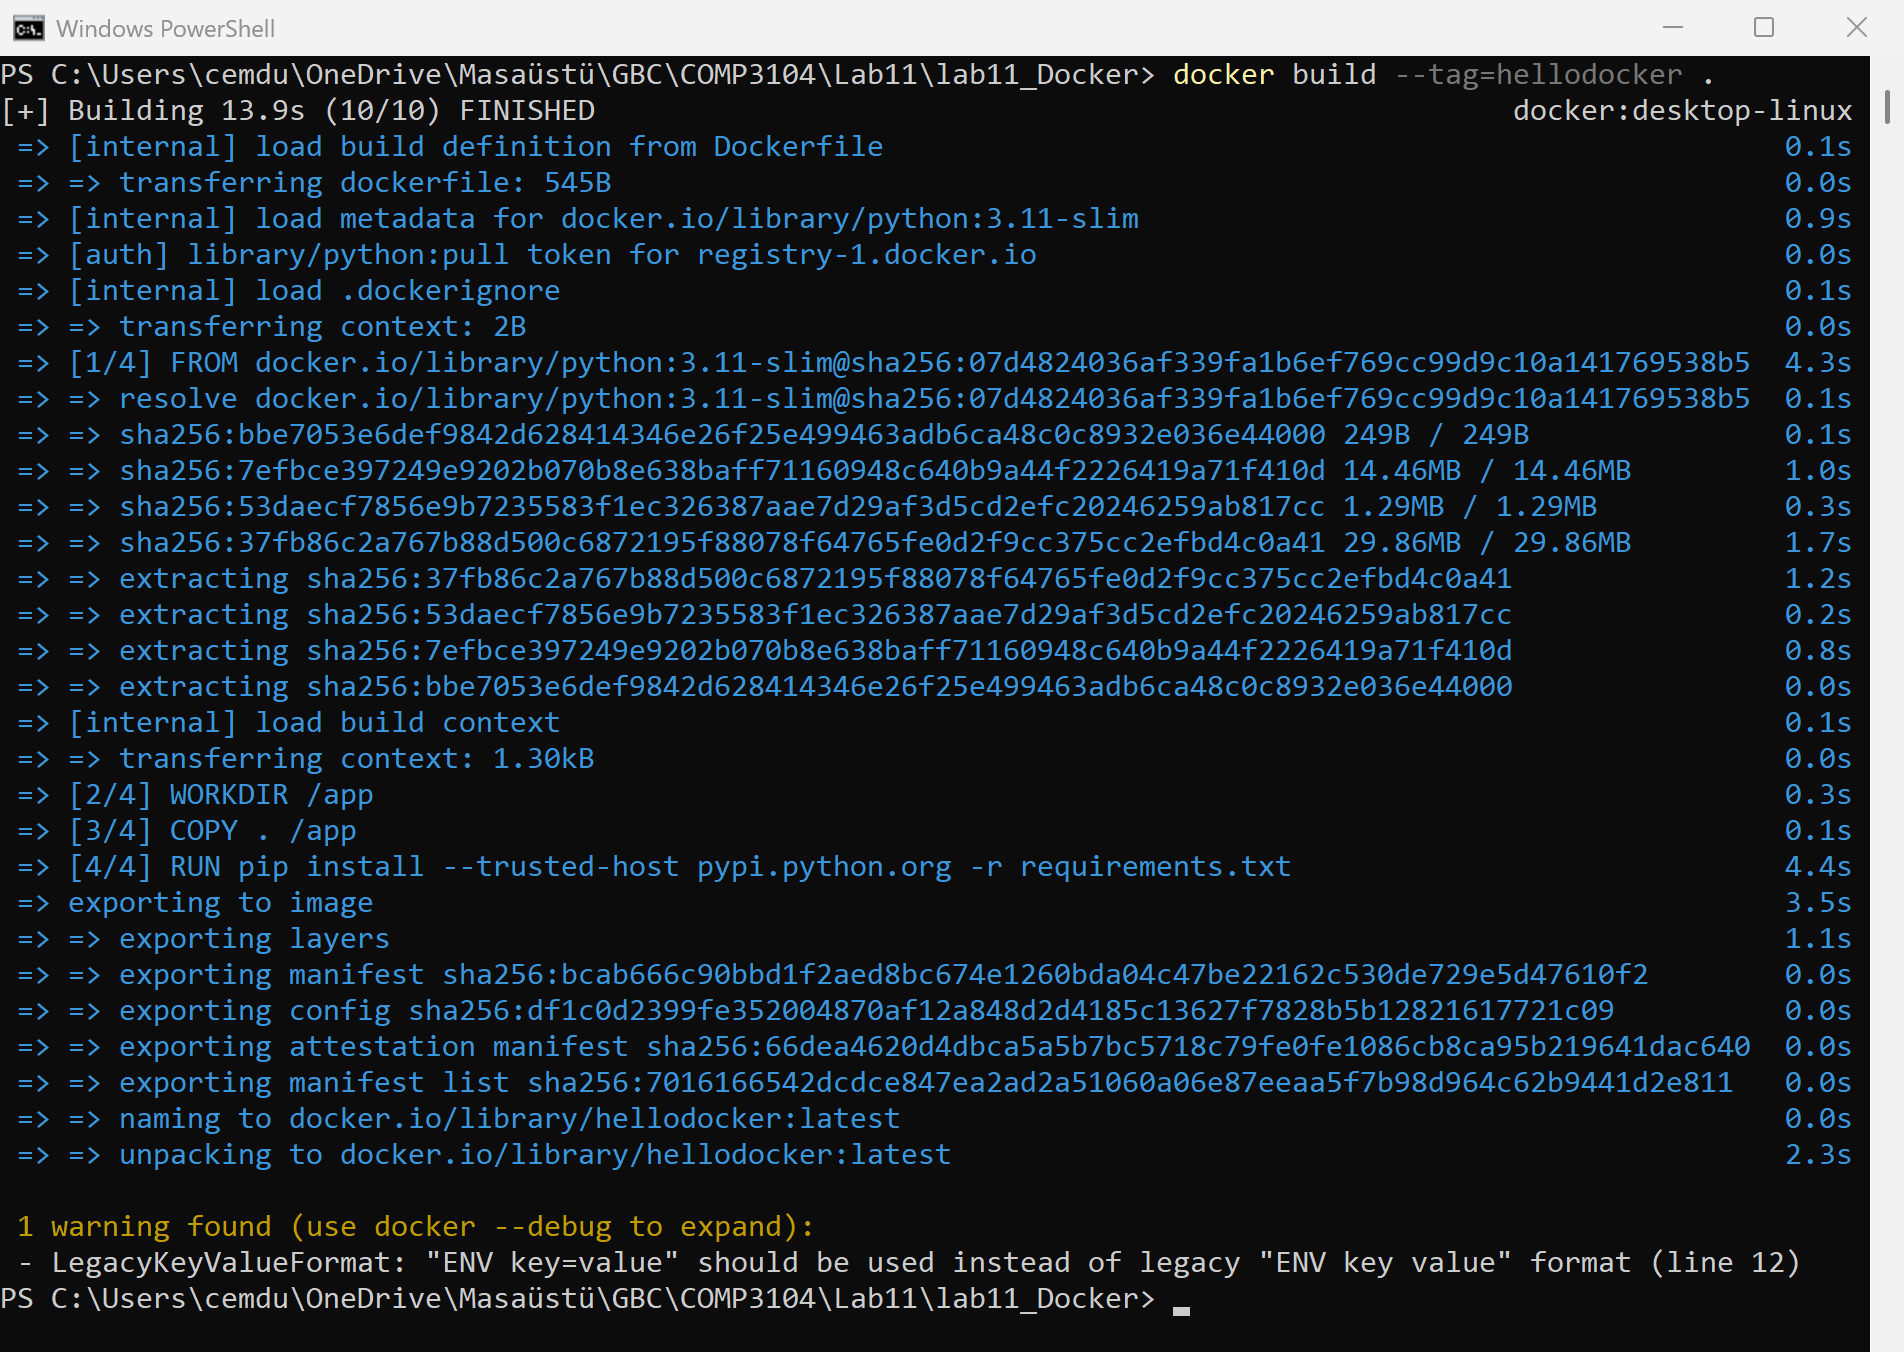 Windows PowerShell
PS C:\Users\cemdu\OneDrive\Masaüstü\GBC\COMP3104\Lab11\lab11_Docker> docker build --tag=hellodocker .
[+] Building 13.9s (10/10) FINISHED docker:desktop-linux
=> [internal] load build definition from Dockerfile 0.1s
=> => transferring dockerfile: 545B 0.0s
=> [internal] load metadata for docker.io/library/python:3.11-slim 0.9s
=> [auth] library/python:pull token for registry-1.docker.io 0.0s
=> [internal] load .dockerignore 0.1s
=> => transferring context: 2B 0.0s
=> [1/4] FROM docker.io/library/python:3.11-slim@sha256:07d4824036af339fa1b6ef769cc99d9c10a141769538b5 4.3s
=> => resolve docker.io/library/python:3.11-slim@sha256:07d4824036af339fa1b6ef769cc99d9c10a141769538b5 0.1s
=> => sha256:bbe7053e6def9842d628414346e26f25e499463adb6ca48c0c8932e036e44000 249B / 249B 0.1s
=> => sha256:7efbce397249e9202b070b8e638baff71160948c640b9a44f2226419a71f410d 14.46MB / 14.46MB 1.0s
=> => sha256:53daecf7856e9b7235583f1ec326387aae7d29af3d5cd2efc20246259ab817cc 1.29MB / 1.29MB 0.3s
=> => sha256:37fb86c2a767b88d500c6872195f88078f64765fe0d2f9cc375cc2efbd4c0a41 29.86MB / 29.86MB 1.7s
=> => extracting sha256:37fb86c2a767b88d500c6872195f88078f64765fe0d2f9cc375cc2efbd4c0a41 1.2s
=> => extracting sha256:53daecf7856e9b7235583f1ec326387aae7d29af3d5cd2efc20246259ab817cc 0.2s
=> => extracting sha256:7efbce397249e9202b070b8e638baff71160948c640b9a44f2226419a71f410d 0.8s
=> => extracting sha256:bbe7053e6def9842d628414346e26f25e499463adb6ca48c0c8932e036e44000 0.0s
=> [internal] load build context 0.1s
=> => transferring context: 1.30kB 0.0s
=> [2/4] WORKDIR /app 0.3s
=> [3/4] COPY . /app 0.1s
=> [4/4] RUN pip install --trusted-host pypi.python.org -r requirements.txt 4.4s
=> exporting to image 3.5s
=> => exporting layers 1.1s
=> => exporting manifest sha256:bcab666c90bbd1f2aed8bc674e1260bda04c47be22162c530de729e5d47610f2 0.0s
=> => exporting config sha256:df1c0d2399fe352004870af12a848d2d4185c13627f7828b5b12821617721c09 0.0s
=> => exporting attestation manifest sha256:66dea4620d4dbca5a5b7bc5718c79fe0fe1086cb8ca95b219641dac640 0.0s
=> => exporting manifest list sha256:7016166542dcdce847ea2ad2a51060a06e87eeaa5f7b98d964c62b9441d2e811 0.0s
=> => naming to docker.io/library/hellodocker:latest 0.0s
=> => unpacking to docker.io/library/hellodocker:latest 2.3s
1 warning found (use docker --debug to expand):
- LegacyKeyValueFormat: "ENV key=value" should be used instead of legacy "ENV key value" format (line 12)
PS C:\Users\cemdu\OneDrive\Masaüstü\GBC\COMP3104\Lab11\lab11_Docker>